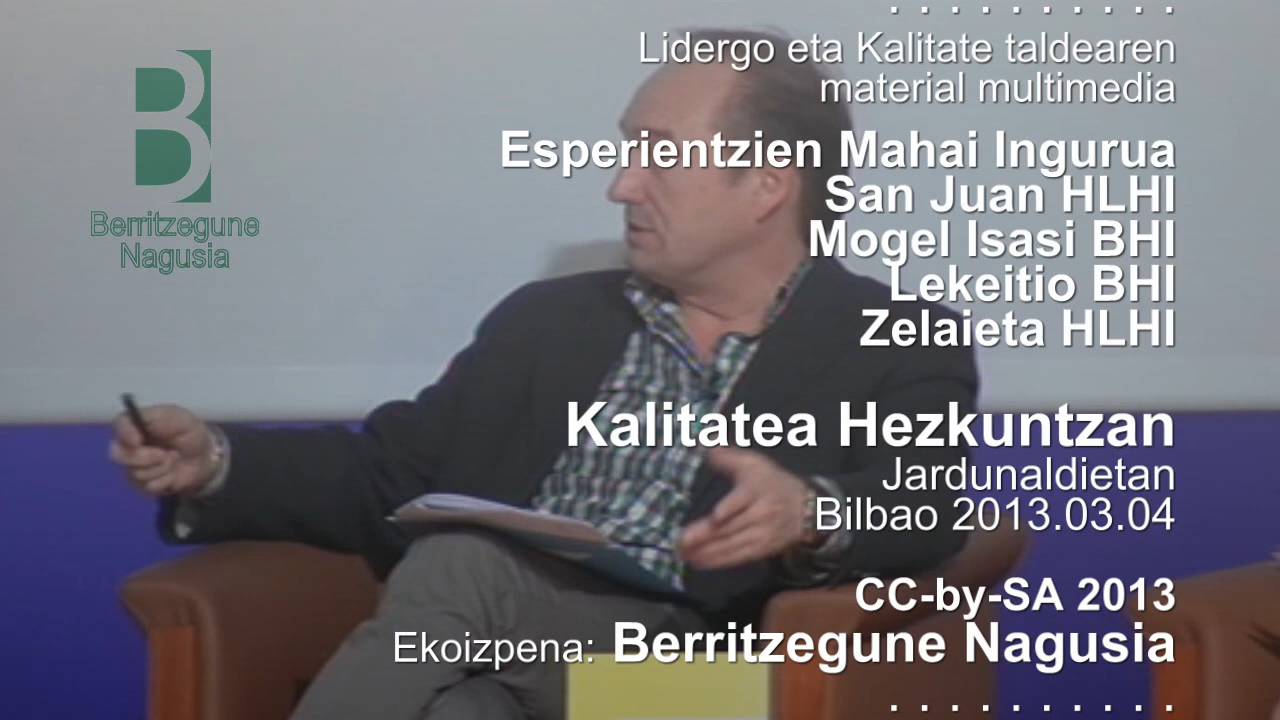 . . . . . . . . . .
Lidergo eta Kalitate taldearen
material multimedia
B
Berritzegune
Nagusia
Esperientzien Mahai Ingurua
San Juan HLHI
Mogel Isasi BHI
Lekeitio BHI
Zelaieta HLHI
Kalitatea Hezkuntzan
Jardunaldietan
Bilbao 2013.03.04
CC-by-SA 2013
Ekoizpena: Berritzegune Nagusia
. . . . . . . . . .